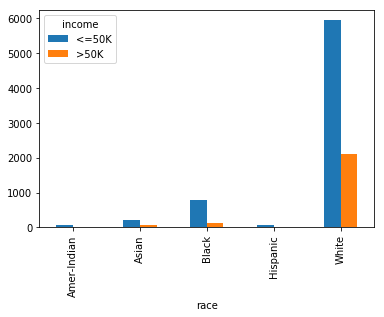 income
<=50K
>50K
6000
5000
4000
3000
2000
1000
0
Amer-Indian
Asian
Black
Hispanic
White
race